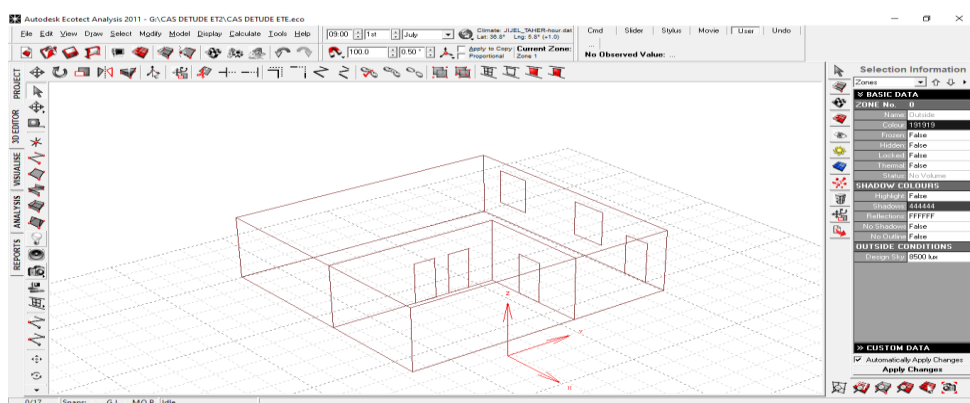 Autodesk Ecotect Analysis 2011 - G:\CAS DETUDE ETZ\CAS DETUDE ETE.eco
File Edit View Draw Select Modify Model Display Calculate Tools Help
09:00 1st July
Climate: JIJEL_TAHER-hour.dat
Lat: 36.8° Lng: 5.8° (+1.0)
Cmd Slider Stylus Movie User Undo
...
100.0 0.50 *
Apply to Copy
Proportional
Current Zone:
Zone 1
No Observed Value: ...
PROJECT
3D EDITOR
VISUALISE
ANALYSIS
REPORTS
Z
Y
X
Selection Information
Zones
BASIC DATA
ZONE No. 0
Name: Outside
Colour: 191919
Frozen: False
Hidden: False
Locked: False
Thermal: False
Status: No Volume
SHADOW COLOURS
Highlight: False
Shadows: 444444
Reflections: FFFFFF
No Shadow: False
No Outline: False
OUTSIDE CONDITIONS
Design Sky: 8500 lux
» CUSTOM DATA
Automatically Apply Changes
Apply Changes
0/17 Snaps: G I M O P Idle